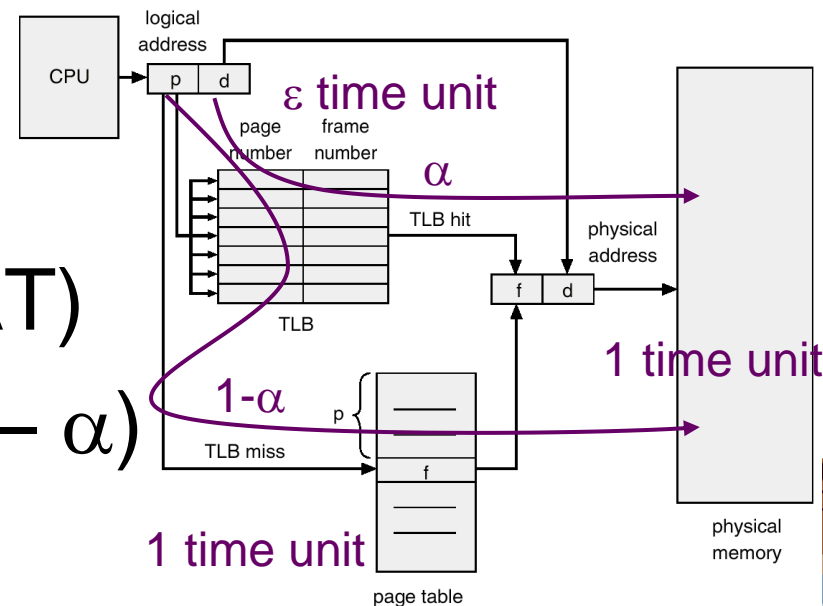 logical
address
CPU
p d
ε time unit
page frame
number number
α
TLB hit
physical
address
f d
TLB
AT)
1 time unit
1-α
p
– α)
TLB miss
f
1 time unit
physical
memory
page table